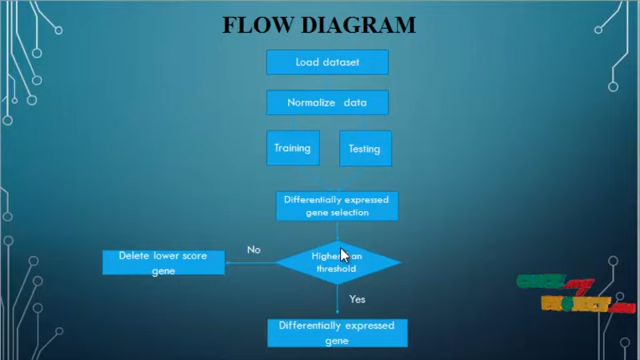 FLOW DIAGRAM
Load dataset
Normalize data
Training
Testing
Differentially expressed
gene selection
No
Delete lower score
gene
threshold
Yes
Differentially expressed
gene